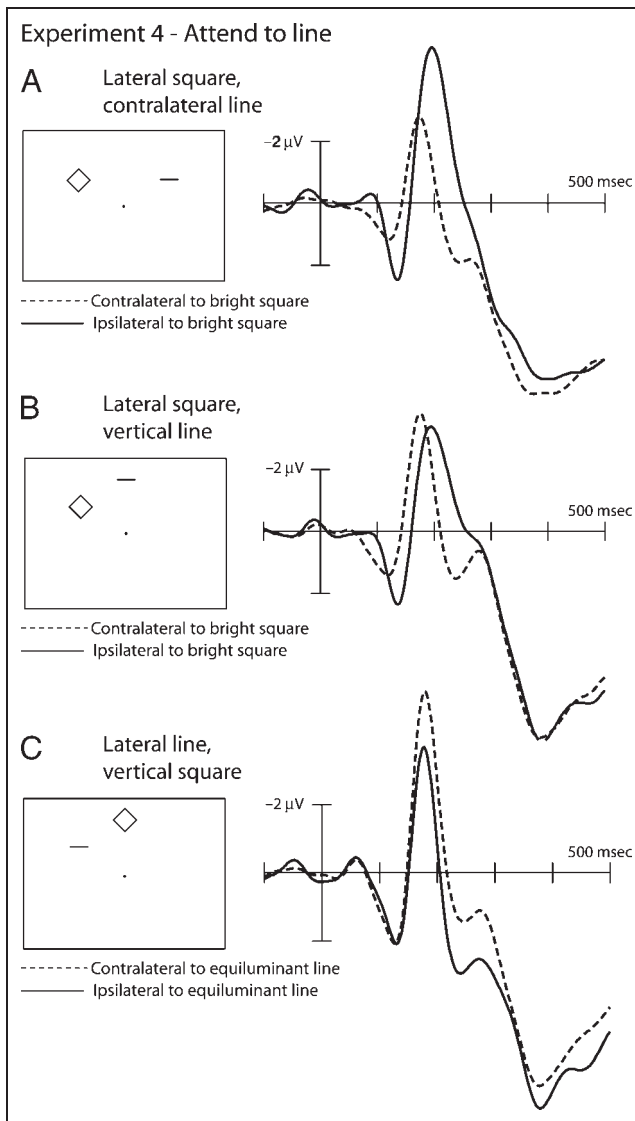 Experiment 4 - Attend to line
A
Lateral square,
contralateral line
−2 μV
500 msec
Contralateral to bright square
Ipsilateral to bright square
B
Lateral square,
vertical line
−2 μV
500 msec
Contralateral to bright square
Ipsilateral to bright square
C
Lateral line,
vertical square
−2 μV
500 msec
Contralateral to equiluminant line
Ipsilateral to equiluminant line